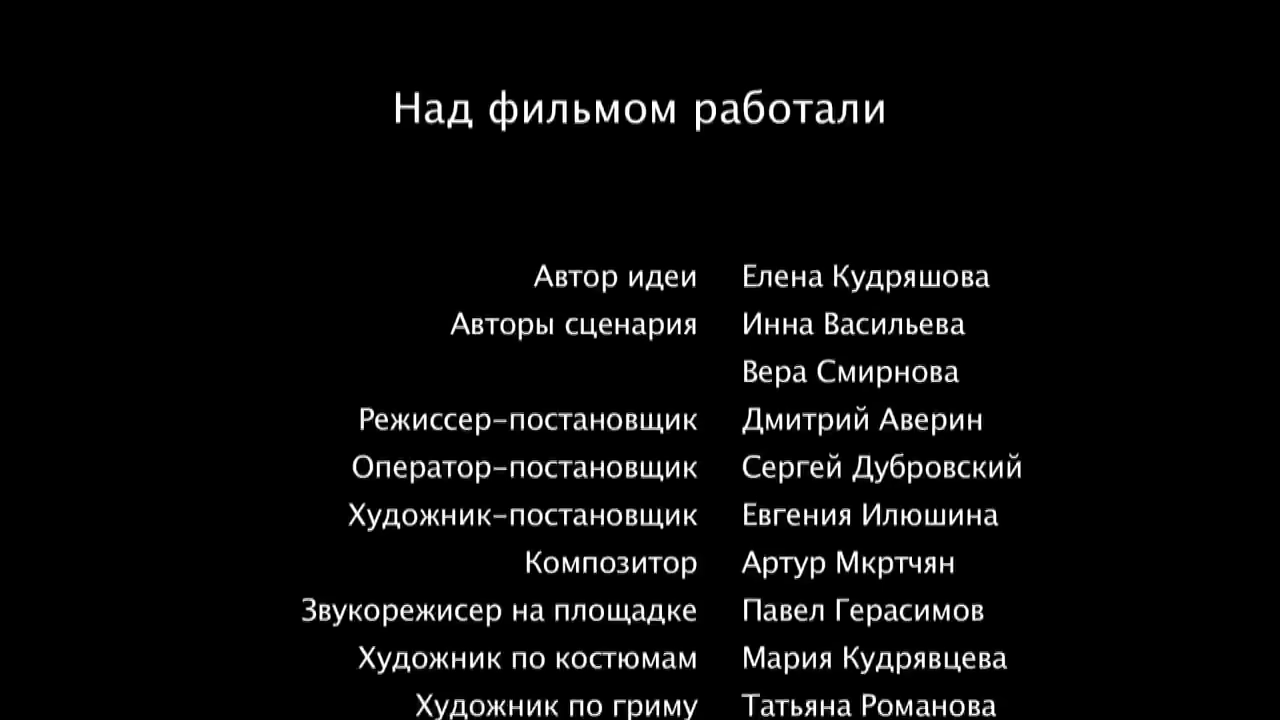 Над фильмом работали
Автор идеи Елена Кудряшова
Авторы сценария Инна Васильева
Вера Смирнова
Режиссер-постановщик Дмитрий Аверин
Оператор-постановщик Сергей Дубровский
Художник-постановщик Евгения Илюшина
Композитор Артур Мкртчян
Звукорежисер на площадке Павел Герасимов
Художник по костюмам Мария Кудрявцева
Художник по гриму Татьяна Романова